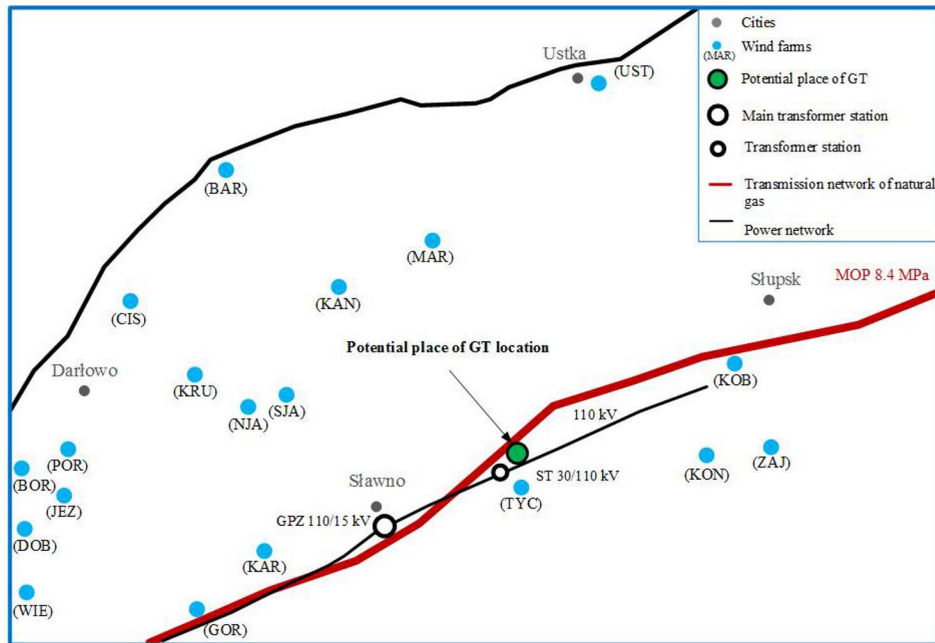 Cities
Wind farms
(MAR)
Potential place of GT
Main transformer station
Transformer station
Transmission network of natural
gas
Power network
Ustka
(UST)
(BAR)
(MAR)
MOP 8.4 MPa
Słupsk
(KAN)
(CIS)
Potential place of GT location
Darłowo
(KRU)
(KOB)
(NJA)
(SJA)
110 kV
(POR)
(BOR)
(KON)
(ZAJ)
ST 30/110 kV
Sławno
(JEZ)
(TYC)
GPZ 110/15 kV
(DOB)
(KAR)
(WIE)
(GOR)